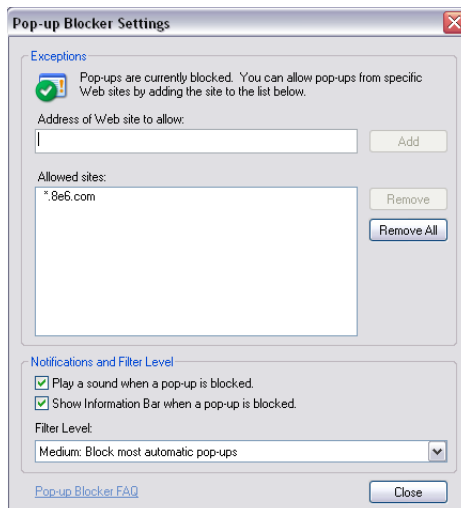 Pop-up Blocker Settings
Exceptions
Pop-ups are currently blocked. You can allow pop-ups from specific
Web sites by adding the site to the list below.
Address of Web site to allow:
Add
Allowed sites:
*.8e6.com
Remove
Remove All
Notifications and Filter Level
Play a sound when a pop-up is blocked.
Show Information Bar when a pop-up is blocked.
Filter Level:
Medium: Block most automatic pop-ups
Pop-up Blocker FAQ
Close